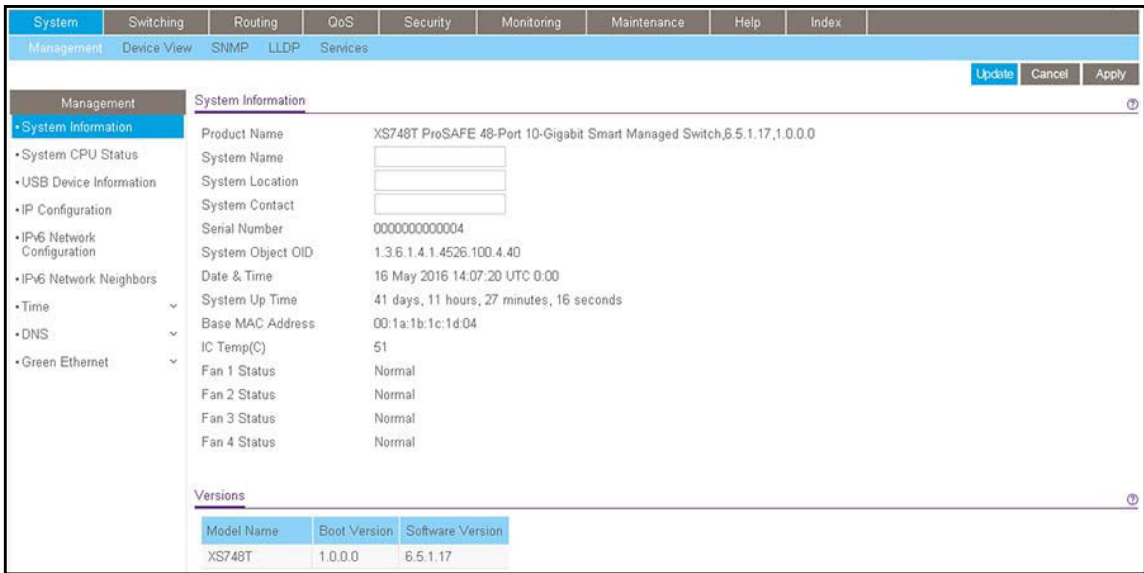 System Switching Routing QoS Security Monitoring Maintenance Help Index
Management Device View SNMP LLDP Services
Update Cancel Apply
Management
System Information
System CPU Status
USB Device Information
IP Configuration
IPv6 Network
Configuration
IPv6 Network Neighbors
Time
DNS
Green Ethernet
System Information
Product Name XS748T ProSAFE 48-Port 10-Gigabit Smart Managed Switch,6.5.1.17,1.0.0.0
System Name
System Location
System Contact
Serial Number 0000000000004
System Object OID 1.3.6.1.4.1.4526.100.4.40
Date & Time 16 May 2016 14:07:20 UTC 0:00
System Up Time 41 days, 11 hours, 27 minutes, 16 seconds
Base MAC Address 00:1a:1b:1c:1d:04
IC Temp(C) 51
Fan 1 Status Normal
Fan 2 Status Normal
Fan 3 Status Normal
Fan 4 Status Normal
Versions
Model Name Boot Version Software Version
XS748T 1.0.0.0 6.5.1.17